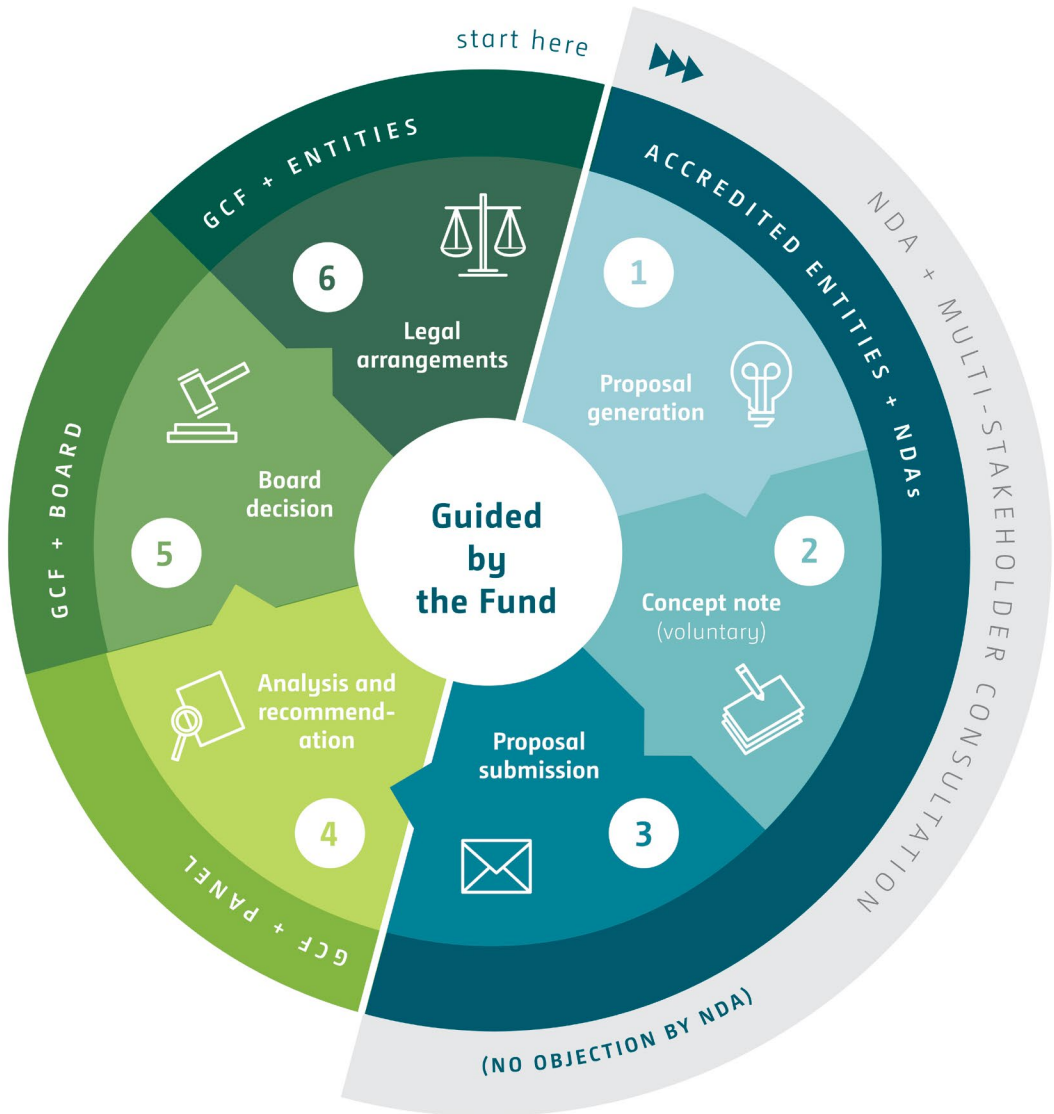 start here
NDA + MULTI-STAKEHOLDER CONSULTATION
(NO OBJECTION BY NDA)
ACCREDITED ENTITIES + NDAs
1
Proposal
generation
2
Concept note
(voluntary)
3
Proposal
submission
GCF + PANEL
4
Analysis and
recommend-
ation
GCF + BOARD
5
Board
decision
GCF + ENTITIES
6
Legal
arrangements
Guided
by
the Fund